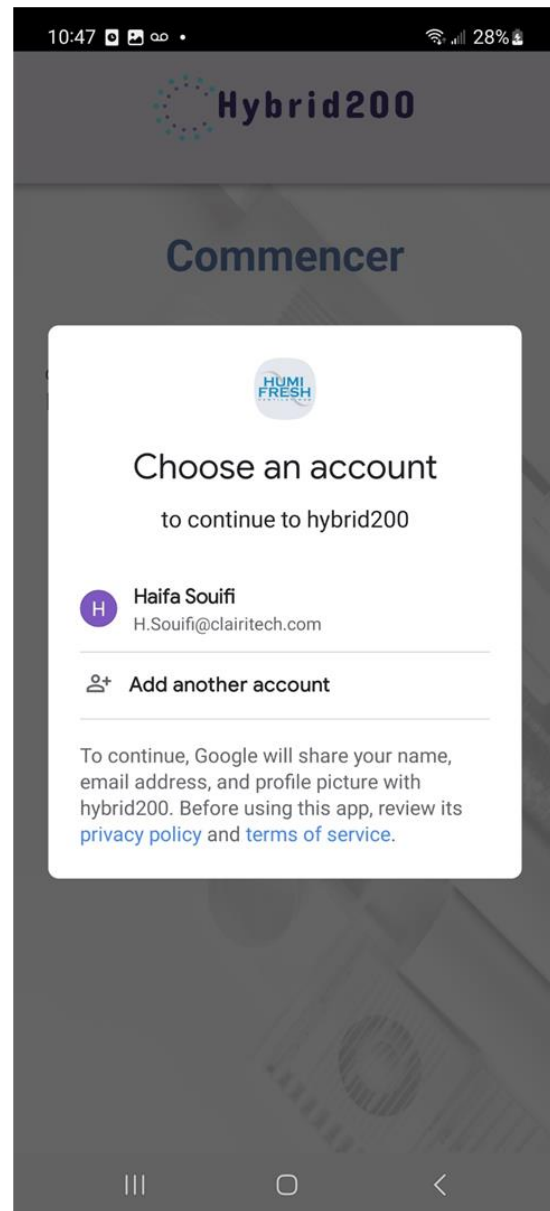 10:47
28%
Hybrid200
Commencer
HUMI
FRESH
Choose an account
to continue to hybrid200
H
Haifa Souifi
H.Souifi@clairitech.com
Add another account
To continue, Google will share your name,
email address, and profile picture with
hybrid200. Before using this app, review its
privacy policy and terms of service.